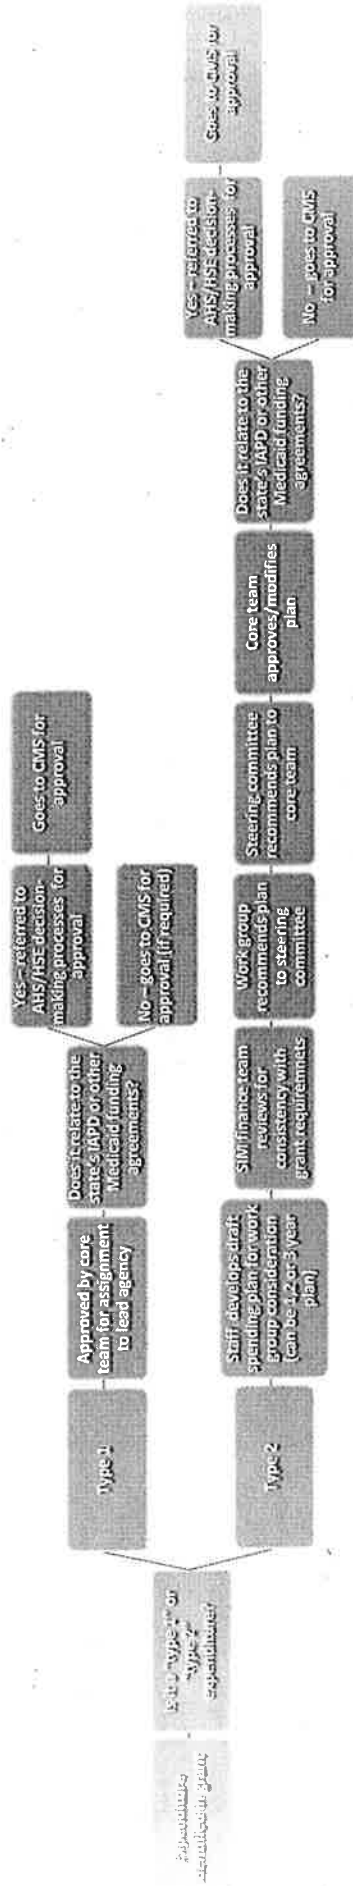 Expenditures
identified in grant
Is it a "type 1" or
"type 2"
expenditure?
Type 1
Approved by core
team for assignment
to lead agency
Does it relate to the
state's IAPD or other
Medicaid funding
agreements?
Yes – referred to
AHS/HSE decision-
making processes for
approval
Goes to CMS for
approval
No – goes to CMS for
approval (if required)
Type 2
Staff develops draft
spending plan for work
group consideration
(can be 1,2 or 3 year
plan)
SIM finance team
reviews for
consistency with
grant requiremnets
Work group
recommends plan
to steering
committee
Steering committee
recommends plan to
core team
Core team
approves/modifies
plan
Does it relate to the
state's IAPD or other
Medicaid funding
agreements?
Yes – referred to
AHS/HSE decision-
making processes for
approval
Goes to CMS for
approval
No – goes to CMS
for approval